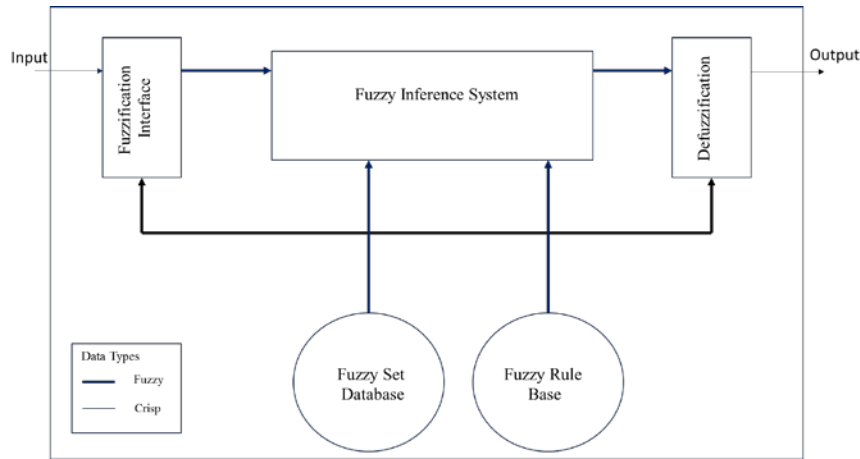 Input
Fuzzification
Interface
Fuzzy Inference System
Defuzzification
Output
Fuzzy Set
Database
Fuzzy Rule
Base
Data Types
Fuzzy
Crisp